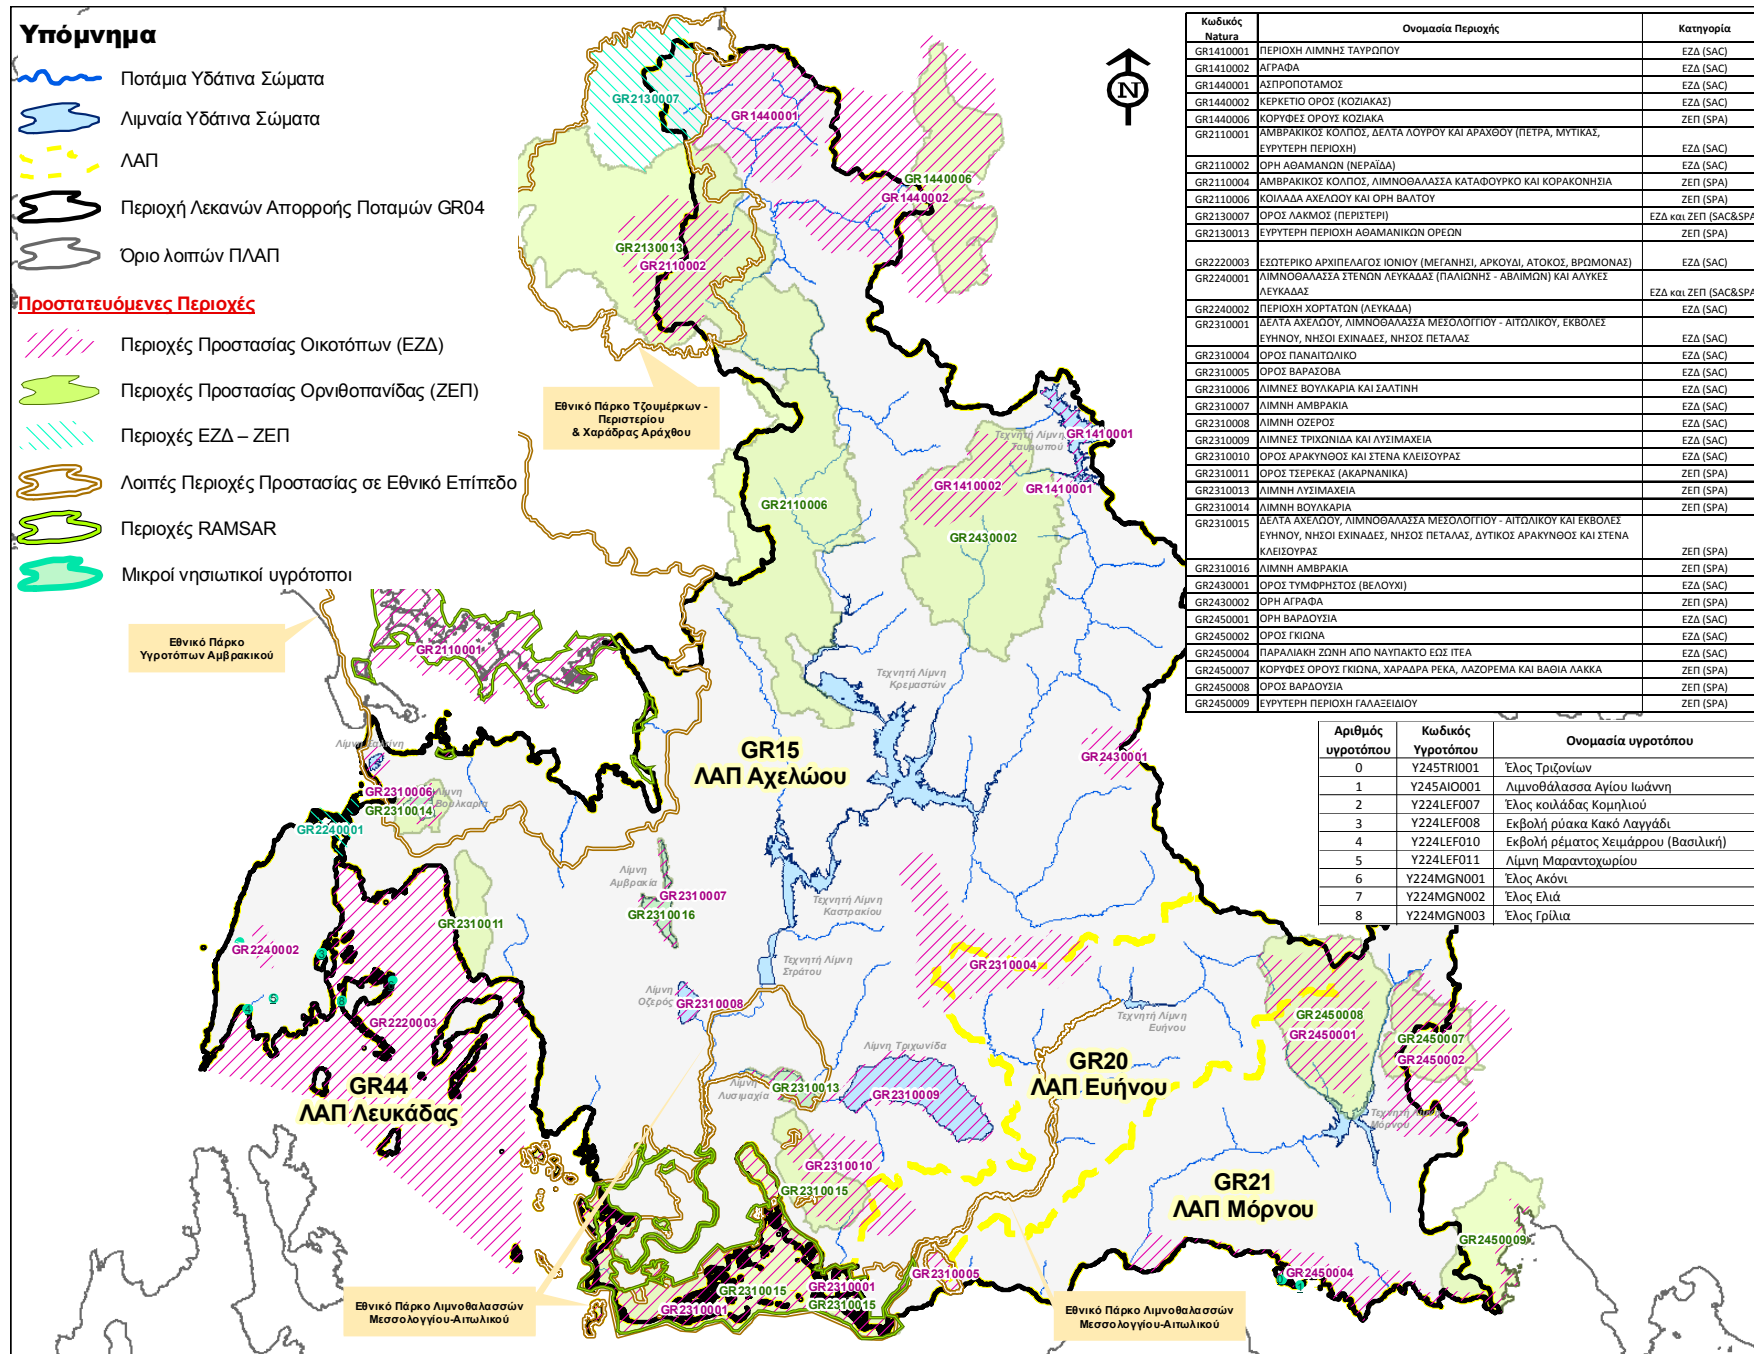 Υπόμνημα
Ποτάμια Υδάτινα Σώματα
Λιμναία Υδάτινα Σώματα
ΛΑΠ
Περιοχή Λεκανών Απορροής Ποταμών GR04
Όριο λοιπών ΠΛΑΠ
Προστατευόμενες Περιοχές
Περιοχές Προστασίας Οικοτόπων (ΕΖΔ)
Περιοχές Προστασίας Ορνιθοπανίδας (ΖΕΠ)
Περιοχές ΕΖΔ – ΖΕΠ
Λοιπές Περιοχές Προστασίας σε Εθνικό Επίπεδο
Περιοχές RAMSAR
Μικροί νησιωτικοί υγρότοποι
Κωδικός Natura Ονομασία Περιοχής Κατηγορία
GR1410001 ΠΕΡΙΟΧΗ ΛΙΜΝΗΣ ΤΑΥΡΩΠΟΥ ΕΖΔ (SAC)
GR1410002 ΑΓΡΑΦΑ ΕΖΔ (SAC)
GR1440001 ΑΣΠΡΟΠΟΤΑΜΟΣ ΕΖΔ (SAC)
GR1440002 ΚΕΡΚΕΤΙΟ ΟΡΟΣ (ΚΟΖΙΑΚΑΣ) ΕΖΔ (SAC)
GR1440006 ΚΟΡΥΦΕΣ ΟΡΟΥΣ ΚΟΖΙΑΚΑ ΖΕΠ (SPA)
GR2110001 ΑΜΒΡΑΚΙΚΟΣ ΚΟΛΠΟΣ, ΔΕΛΤΑ ΛΟΥΡΟΥ ΚΑΙ ΑΡΑΧΘΟΥ (ΠΕΤΡΑ, ΜΥΤΙΚΑΣ,
ΕΥΡΥΤΕΡΗ ΠΕΡΙΟΧΗ) ΕΖΔ (SAC)
GR2110002 ΟΡΗ ΑΘΑΜΑΝΩΝ (ΝΕΡΑΪΔΑ) ΕΖΔ (SAC)
GR2110004 ΑΜΒΡΑΚΙΚΟΣ ΚΟΛΠΟΣ, ΛΙΜΝΟΘΑΛΑΣΣΑ ΚΑΤΑΦΟΥΡΚΟ ΚΑΙ ΚΟΡΑΚΟΝΗΣΙΑ ΖΕΠ (SPA)
GR2110006 ΚΟΙΛΑΔΑ ΑΧΕΛΩΟΥ ΚΑΙ ΟΡΗ ΒΑΛΤΟΥ ΖΕΠ (SPA)
GR2130007 ΟΡΟΣ ΛΑΚΜΟΣ (ΠΕΡΙΣΤΕΡΙ) ΕΖΔ και ΖΕΠ (SAC&SPA
GR2130013 ΕΥΡΥΤΕΡΗ ΠΕΡΙΟΧΗ ΑΘΑΜΑΝΙΚΩΝ ΟΡΕΩΝ ΖΕΠ (SPA)
GR2220003 ΕΣΩΤΕΡΙΚΟ ΑΡΧΙΠΕΛΑΓΟΣ ΙΟΝΙΟΥ (ΜΕΓΑΝΗΣΙ, ΑΡΚΟΥΔΙ, ΑΤΟΚΟΣ, ΒΡΩΜΟΝΑΣ) ΕΖΔ (SAC)
GR2240001 ΛΙΜΝΟΘΑΛΑΣΣΑ ΣΤΕΝΩΝ ΛΕΥΚΑΔΑΣ (ΠΑΛΙΩΝΗΣ - ΑΒΛΙΜΩΝ) ΚΑΙ ΑΛΥΚΕΣ
ΛΕΥΚΑΔΑΣ ΕΖΔ και ΖΕΠ (SAC&SPA
GR2240002 ΠΕΡΙΟΧΗ ΧΟΡΤΑΤΩΝ (ΛΕΥΚΑΔΑ) ΕΖΔ (SAC)
GR2310001 ΔΕΛΤΑ ΑΧΕΛΩΟΥ, ΛΙΜΝΟΘΑΛΑΣΣΑ ΜΕΣΟΛΟΓΓΙΟΥ - ΑΙΤΩΛΙΚΟΥ, ΕΚΒΟΛΕΣ
ΕΥΗΝΟΥ, ΝΗΣΟΙ ΕΧΙΝΑΔΕΣ, ΝΗΣΟΣ ΠΕΤΑΛΑΣ ΕΖΔ (SAC)
GR2310004 ΟΡΟΣ ΠΑΝΑΙΤΩΛΙΚΟ ΕΖΔ (SAC)
GR2310005 ΟΡΟΣ ΒΑΡΑΣΟΒΑ ΕΖΔ (SAC)
GR2310006 ΛΙΜΝΕΣ ΒΟΥΛΚΑΡΙΑ ΚΑΙ ΣΑΛΤΙΝΗ ΕΖΔ (SAC)
GR2310007 ΛΙΜΝΗ ΑΜΒΡΑΚΙΑ ΕΖΔ (SAC)
GR2310008 ΛΙΜΝΗ ΟΖΕΡΟΣ ΕΖΔ (SAC)
GR2310009 ΛΙΜΝΕΣ ΤΡΙΧΩΝΙΔΑ ΚΑΙ ΛΥΣΙΜΑΧΕΙΑ ΕΖΔ (SAC)
GR2310010 ΟΡΟΣ ΑΡΑΚΥΝΘΟΣ ΚΑΙ ΣΤΕΝΑ ΚΛΕΙΣΟΥΡΑΣ ΕΖΔ (SAC)
GR2310011 ΟΡΟΣ ΤΣΕΡΕΚΑΣ (ΑΚΑΡΝΑΝΙΚΑ) ΖΕΠ (SPA)
GR2310013 ΛΙΜΝΗ ΛΥΣΙΜΑΧΕΙΑ ΖΕΠ (SPA)
GR2310014 ΛΙΜΝΗ ΒΟΥΛΚΑΡΙΑ ΖΕΠ (SPA)
GR2310015 ΔΕΛΤΑ ΑΧΕΛΩΟΥ, ΛΙΜΝΟΘΑΛΑΣΣΑ ΜΕΣΟΛΟΓΓΙΟΥ - ΑΙΤΩΛΙΚΟΥ ΚΑΙ ΕΚΒΟΛΕΣ
ΕΥΗΝΟΥ, ΝΗΣΟΙ ΕΧΙΝΑΔΕΣ, ΝΗΣΟΣ ΠΕΤΑΛΑΣ, ΔΥΤΙΚΟΣ ΑΡΑΚΥΝΘΟΣ ΚΑΙ ΣΤΕΝΑ
ΚΛΕΙΣΟΥΡΑΣ ΖΕΠ (SPA)
GR2310016 ΛΙΜΝΗ ΑΜΒΡΑΚΙΑ ΖΕΠ (SPA)
GR2430001 ΟΡΟΣ ΤΥΜΦΡΗΣΤΟΣ (ΒΕΛΟΥΧΙ) ΕΖΔ (SAC)
GR2430002 ΟΡΗ ΑΓΡΑΦΑ ΖΕΠ (SPA)
GR2450001 ΟΡΗ ΒΑΡΔΟΥΣΙΑ ΕΖΔ (SAC)
GR2450002 ΟΡΟΣ ΓΚΙΩΝΑ ΕΖΔ (SAC)
GR2450004 ΠΑΡΑΛΙΑΚΗ ΖΩΝΗ ΑΠΟ ΝΑΥΠΑΚΤΟ ΕΩΣ ΙΤΕΑ ΕΖΔ (SAC)
GR2450007 ΚΟΡΥΦΕΣ ΟΡΟΥΣ ΓΚΙΩΝΑ, ΧΑΡΑΔΡΑ ΡΕΚΑ, ΛΑΖΟΡΕΜΑ ΚΑΙ ΒΑΘΙΑ ΛΑΚΚΑ ΖΕΠ (SPA)
GR2450008 ΟΡΟΣ ΒΑΡΔΟΥΣΙΑ ΖΕΠ (SPA)
GR2450009 ΕΥΡΥΤΕΡΗ ΠΕΡΙΟΧΗ ΓΑΛΑΞΕΙΔΙΟΥ ΖΕΠ (SPA)
Αριθμός υγροτόπου Κωδικός Υγροτόπου Ονομασία υγροτόπου
0 Y245TRI001 Έλος Τριζονίων
1 Y245AIO001 Λιμνοθάλασσα Αγίου Ιωάννη
2 Y224LEF007 Έλος κοιλάδας Κομηλιού
3 Y224LEF008 Εκβολή ρύακα Κακό Λαγγάδι
4 Y224LEF010 Εκβολή ρέματος Χειμάρρου (Βασιλική)
5 Y224LEF011 Λίμνη Μαραντοχωρίου
6 Y224MGN001 Έλος Ακόνι
7 Y224MGN002 Έλος Ελιά
8 Y224MGN003 Έλος Γρίλια
N
GR2130007
GR1440001
GR1440006
GR1440002
GR2130013
GR2110002
Εθνικό Πάρκο Τζουμέρκων -
Περιστερίου
& Χαράδρας Αράχθου
Τεχνητή Λίμνη
Ταυρωπού
GR1410001
GR1410002
GR1410001
GR2110006
GR2430002
Εθνικό Πάρκο
Υγροτόπων Αμβρακικού
GR2110001
Τεχνητή Λίμνη
Κρεμαστών
GR15
ΛΑΠ Αχελώου
GR2430001
GR2310006
Λίμνη
Βουλκαρία
GR2310014
GR2240001
Λίμνη
Αμβρακία
GR2310007
GR2310016
Τεχνητή Λίμνη
Καστρακίου
GR2310011
GR2240002
3
5
4
8
GR2220003
Τεχνητή Λίμνη
Στράτου
GR2310004
Λίμνη
Οζερός
GR2310008
Τεχνητή Λίμνη
Ευήνου
GR2450008
GR2450001
GR2450007
GR2450002
GR44
ΛΑΠ Λευκάδας
Λίμνη Τριχωνίδα
GR2310009
Λίμνη
Λυσιμαχία
GR2310013
GR20
ΛΑΠ Ευήνου
Τεχνητή Λίμνη
Μόρνου
GR2310010
GR2310015
GR21
ΛΑΠ Μόρνου
GR2450009
GR2450004
GR2310005
GR2310001
GR2310015
GR2310015
GR2310001
Εθνικό Πάρκο Λιμνοθαλασσών
Μεσσολογγίου-Αιτωλικού
Εθνικό Πάρκο Λιμνοθαλασσών
Μεσσολογγίου-Αιτωλικού